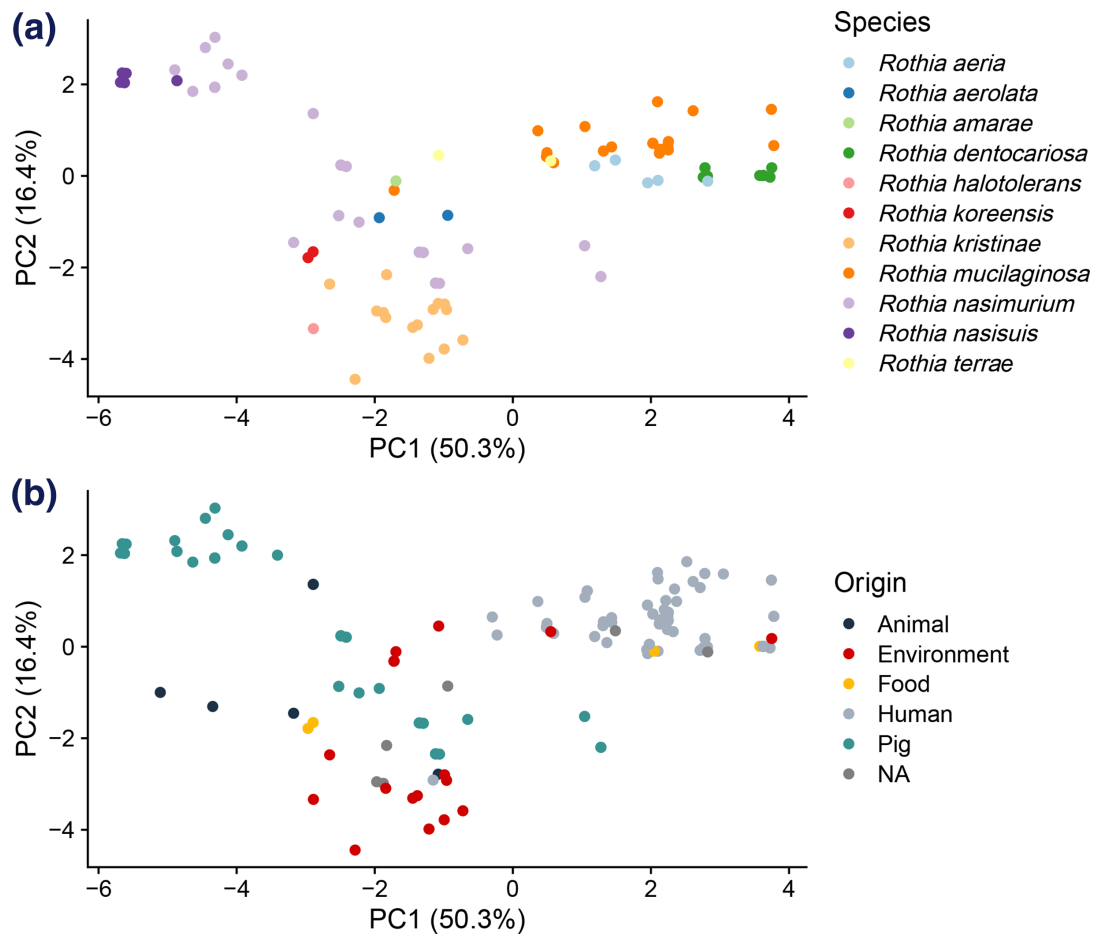 (a)
Species
Rothia aeria
Rothia aerolata
Rothia amarae
Rothia dentocariosa
Rothia halotolerans
Rothia koreensis
Rothia kristinae
Rothia mucilaginosa
Rothia nasimurium
Rothia nasisuis
Rothia terrae
PC2 (16.4%)
2
0
−2
−4
−6 −4 −2 0 2 4
PC1 (50.3%)
(b)
Origin
Animal
Environment
Food
Human
Pig
NA
PC2 (16.4%)
2
0
−2
−4
−6 −4 −2 0 2 4
PC1 (50.3%)